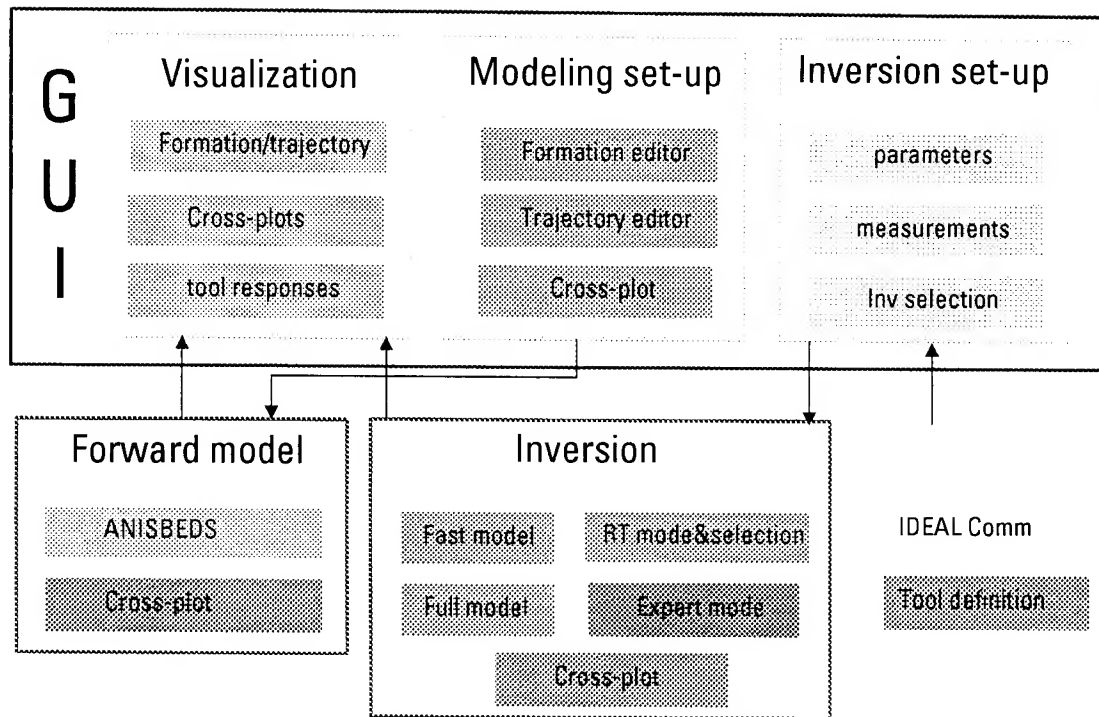 GUI
Visualization
Formation/trajectory
Cross-plots
tool responses
Modeling set-up
Formation editor
Trajectory editor
Cross-plot
Inversion set-up
parameters
measurements
Inv selection
Forward model
ANISBEDS
Cross-plot
Inversion
Fast model
RT mode&selection
Full model
Expert mode
Cross-plot
IDEAL Comm
Tool definition